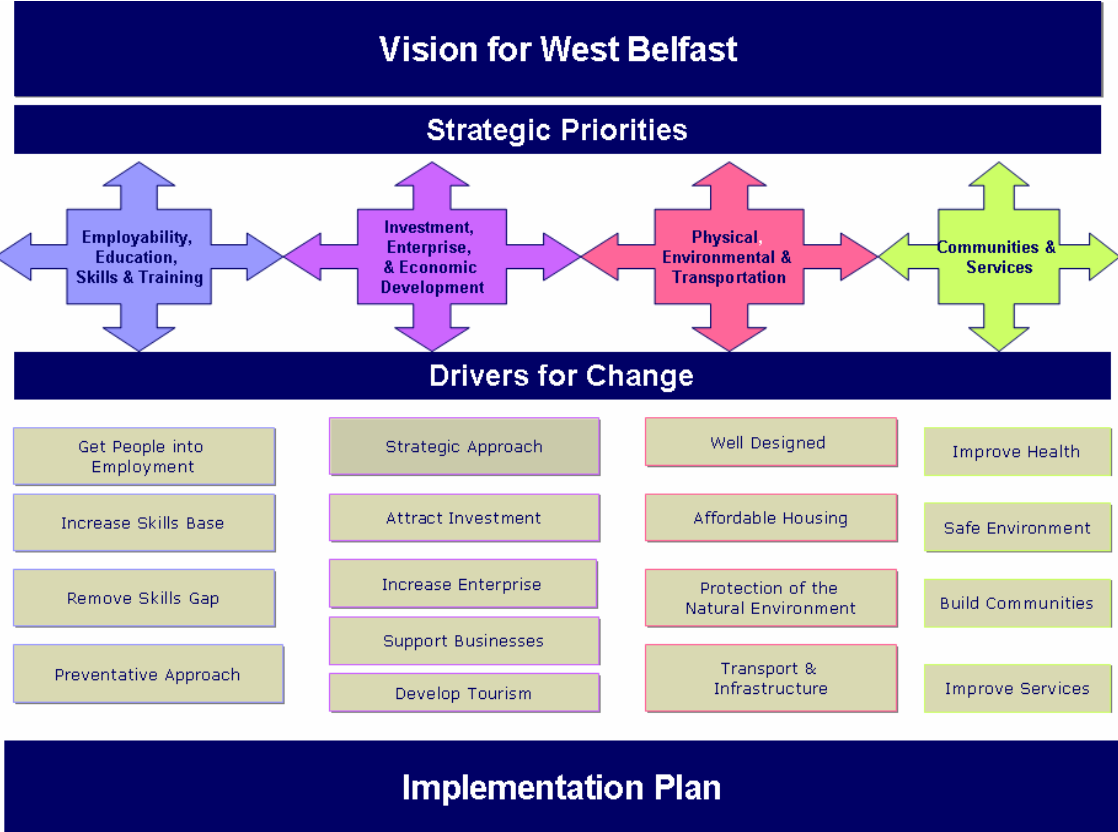 Vision for West Belfast
Strategic Priorities
Employability,
Education,
Skills & Training
Investment,
Enterprise,
& Economic
Development
Physical,
Environmental &
Transportation
Communities &
Services
Drivers for Change
Get People into
Employment
Increase Skills Base
Remove Skills Gap
Preventative Approach
Strategic Approach
Attract Investment
Increase Enterprise
Support Businesses
Develop Tourism
Well Designed
Affordable Housing
Protection of the
Natural Environment
Transport &
Infrastructure
Improve Health
Safe Environment
Build Communities
Improve Services
Implementation Plan